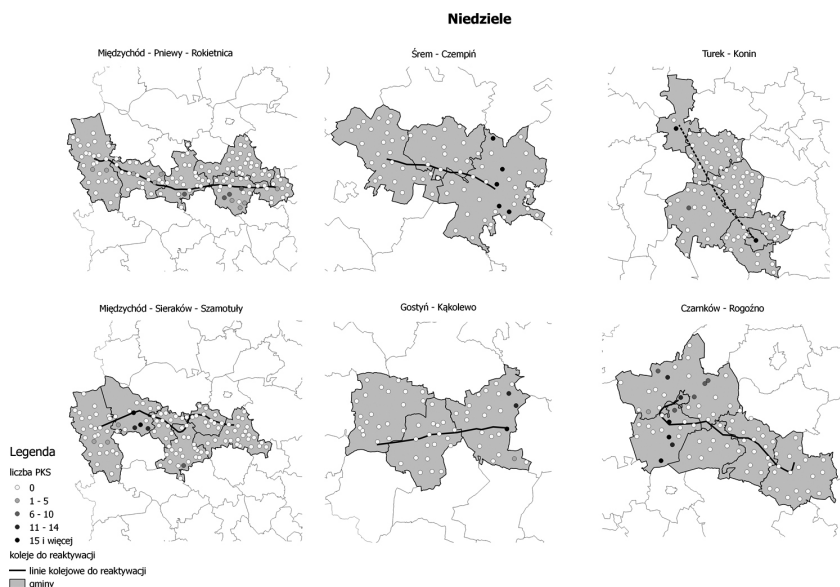 Niedziele
Międzychód - Pniewy - Rokietnica
Śrem - Czempiń
Turek - Konin
Międzychód - Sieraków - Szamotuły
Gostyń - Kąkolewo
Czarnków - Rogoźno
Legenda
liczba PKS
0
1 - 5
6 - 10
11 - 14
15 i więcej
koleje do reaktywacji
linie kolejowe do reaktywacji
gminy